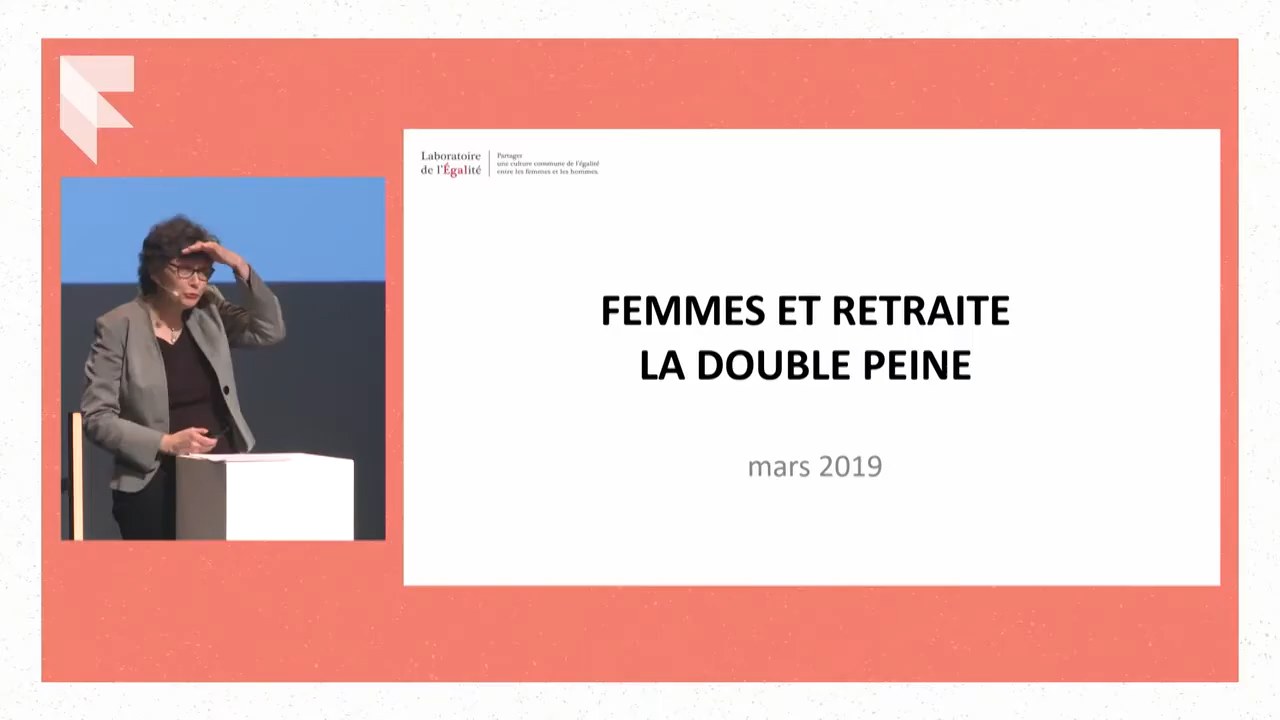 Laboratoire
de l'Égalité
Partager
une culture commune de l'égalité
entre les femmes et les hommes.
FEMMES ET RETRAITE
LA DOUBLE PEINE
mars 2019